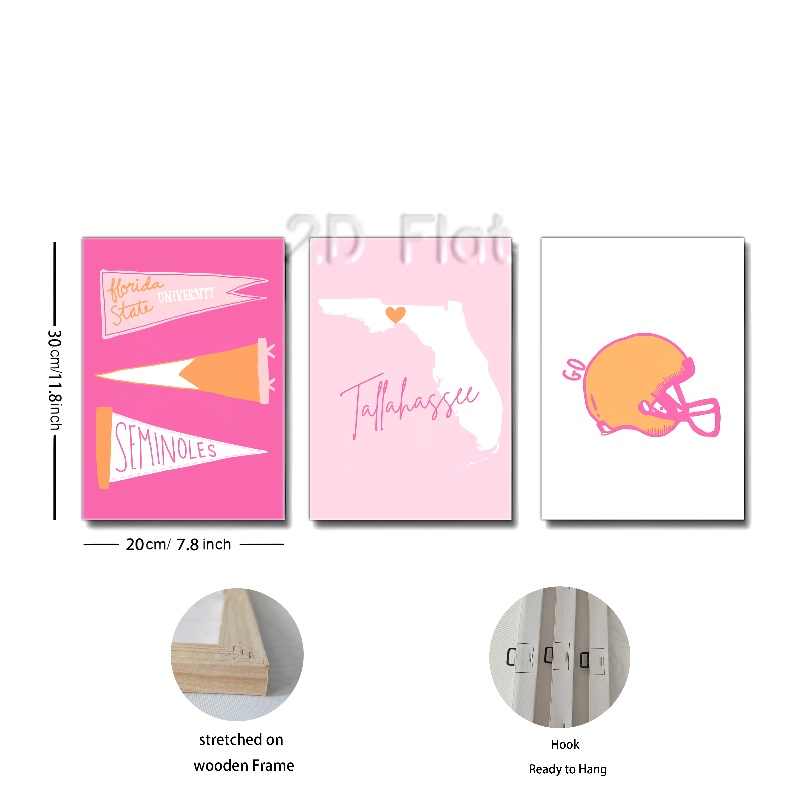 2D Flat
florida
State
UNIVERSITY
SEMINOLES
Tallahassee
GO
30cm/11.8inch
20cm/ 7.8 inch
stretched on
wooden Frame
Hook
Ready to Hang